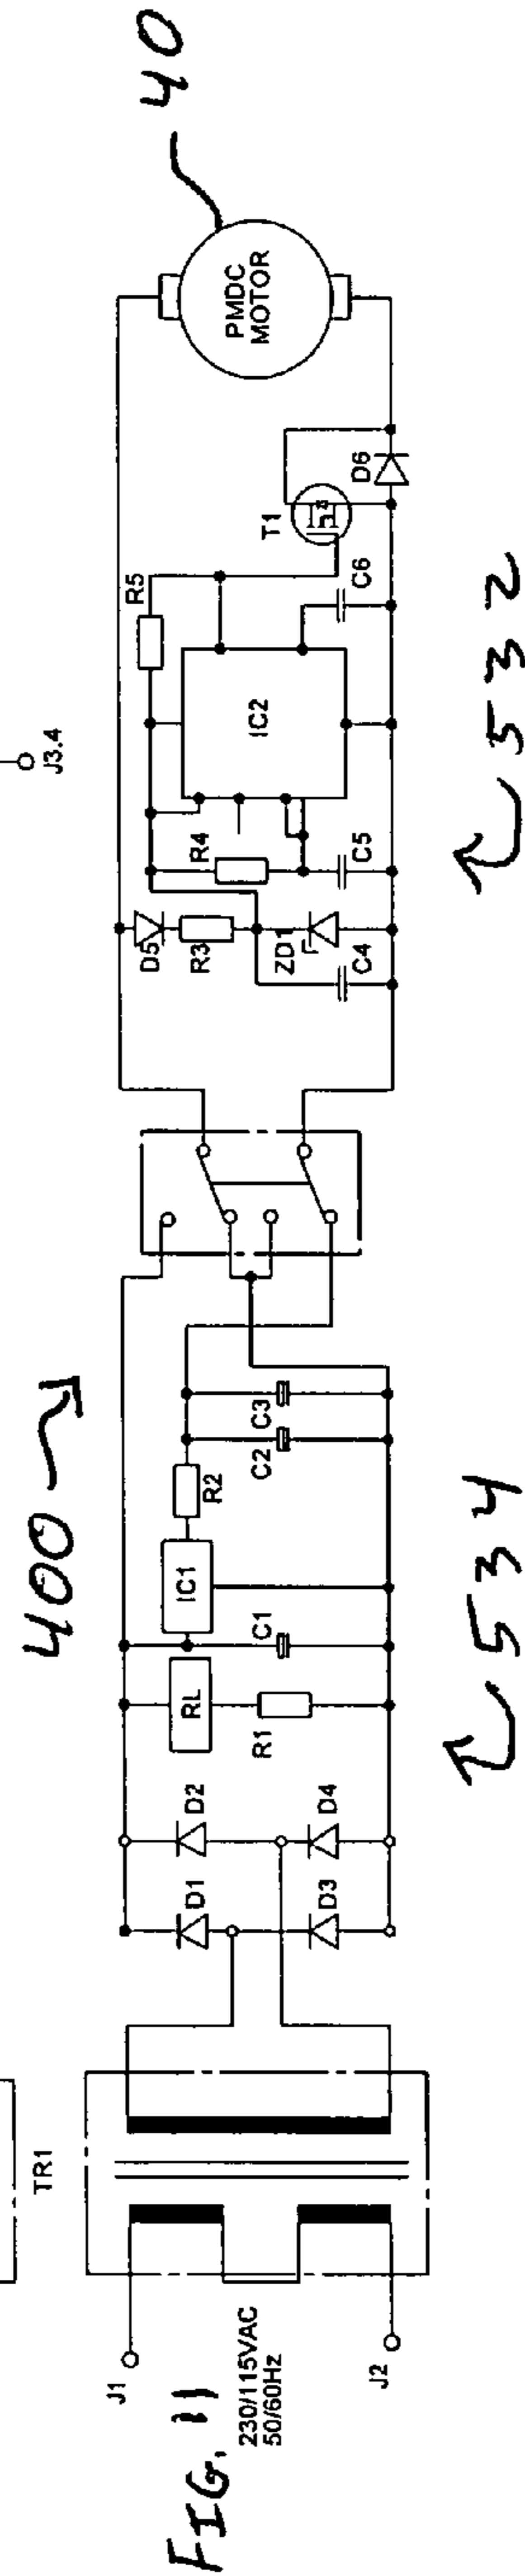 40
400
J3.4
TR1
J1
J2
FIG. 11
230/115VAC
50/60Hz
D1
D2
D3
D4
RL
R1
C1
IC1
R2
C2
C3
534
D5
R3
ZD1
C4
R4
C5
IC2
R5
C6
T1
D6
PMDC
MOTOR
532